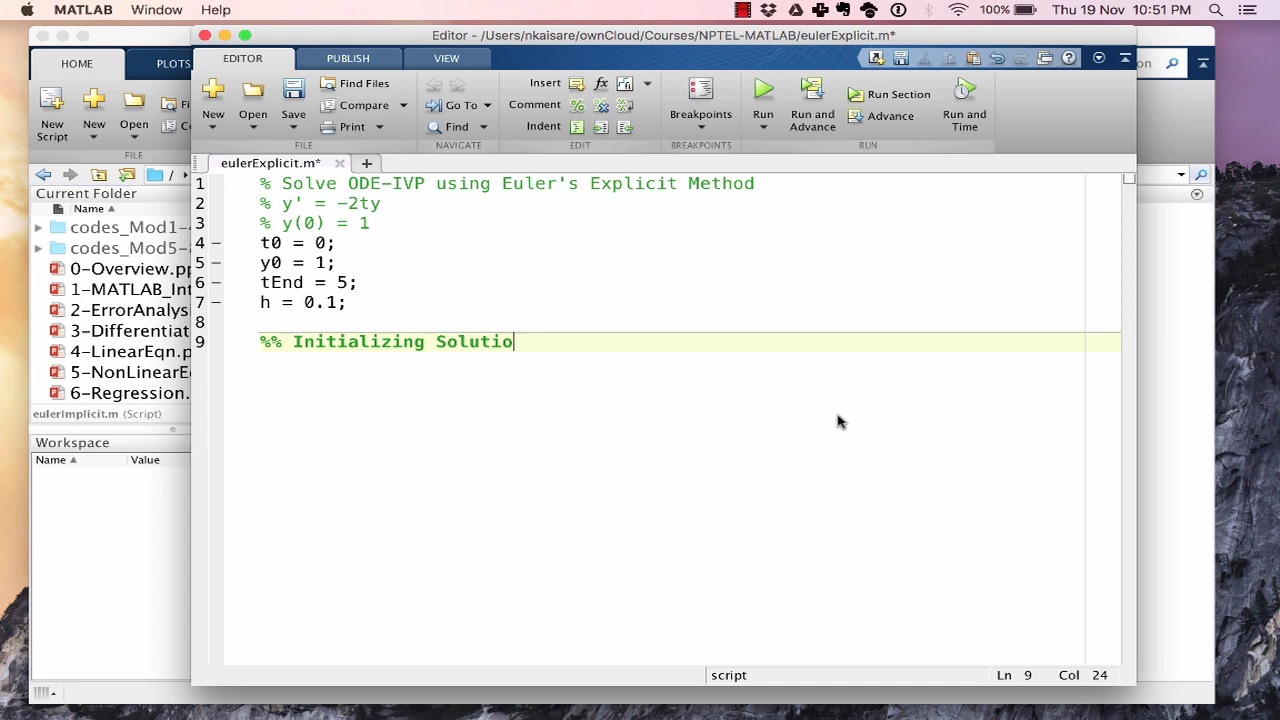 MATLAB Window Help 100% Thu 19 Nov 10:51 PM
Editor - /Users/nkaisare/ownCloud/Courses/NPTEL-MATLAB/eulerExplicit.m*
HOME PLOTS
EDITOR PUBLISH VIEW
New Script New Open
FILE
New Open Save
Find Files
Compare
Print
FILE
Go To
Find
NAVIGATE
Insert
Comment
Indent
EDIT
Breakpoints
BREAKPOINTS
Run Run and Advance
Run Section
Advance
Run and Time
RUN
Current Folder
Name
codes_Mod1-4
codes_Mod5-8
0-Overview.pp
1-MATLAB_Int
2-ErrorAnalys
3-Differentiat
4-LinearEqn.p
5-NonLinearEq
6-Regression.
eulerImplicit.m (Script)
Workspace
Name Value
eulerExplicit.m*
1 % Solve ODE-IVP using Euler's Explicit Method
2 % y' = -2ty
3 % y(0) = 1
4 - t0 = 0;
5 - y0 = 1;
6 - tEnd = 5;
7 - h = 0.1;
8
9 %% Initializing Solutio
script Ln 9 Col 24